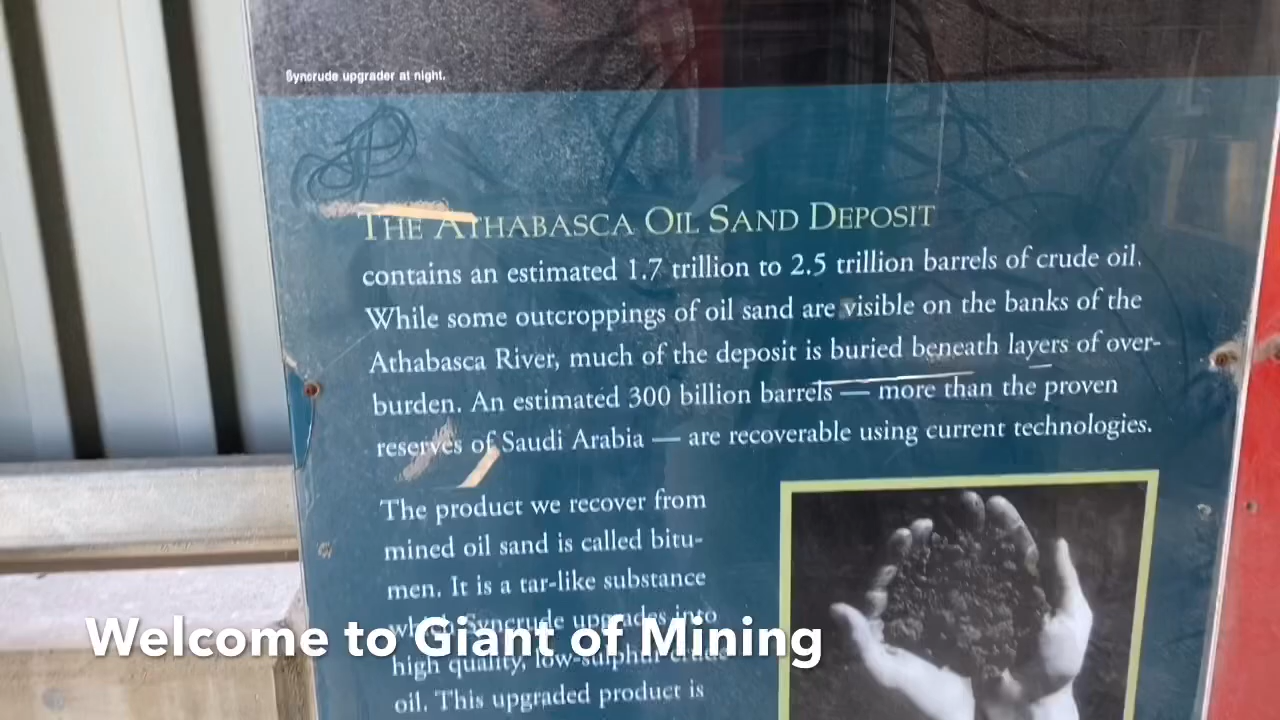 Syncrude upgrader at night.
THE ATHABASCA OIL SAND DEPOSIT
contains an estimated 1.7 trillion to 2.5 trillion barrels of crude oil.
While some outcroppings of oil sand are visible on the banks of the
Athabasca River, much of the deposit is buried beneath layers of over-
burden. An estimated 300 billion barrels — more than the proven
reserves of Saudi Arabia — are recoverable using current technologies.
The product we recover from
mined oil sand is called bitu-
men. It is a tar-like substance
which Syncrude upgrades into
Welcome to Giant of Mining
high quality, low-sulphur crude
oil. This upgraded product is